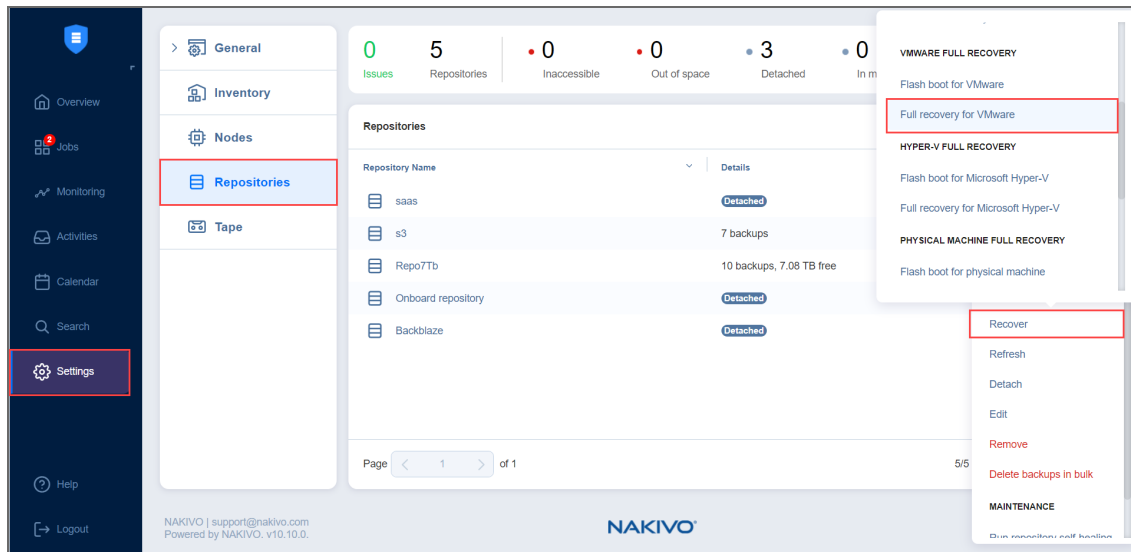 Overview
2
Jobs
Monitoring
Activities
Calendar
Search
Settings
Help
Logout
General
Inventory
Nodes
Repositories
Tape
0
Issues
5
Repositories
0
Inaccessible
0
Out of space
3
Detached
0
In m
Repositories
Repository Name
Details
saas
Detached
s3
7 backups
Repo7Tb
10 backups, 7.08 TB free
Onboard repository
Detached
Backblaze
Detached
Page
1
of 1
5/5
VMWARE FULL RECOVERY
Flash boot for VMware
Full recovery for VMware
HYPER-V FULL RECOVERY
Flash boot for Microsoft Hyper-V
Full recovery for Microsoft Hyper-V
PHYSICAL MACHINE FULL RECOVERY
Flash boot for physical machine
Recover
Refresh
Detach
Edit
Remove
Delete backups in bulk
MAINTENANCE
Run repository self-healing
NAKIVO | support@nakivo.com
Powered by NAKIVO. v10.10.0.
NAKIVO